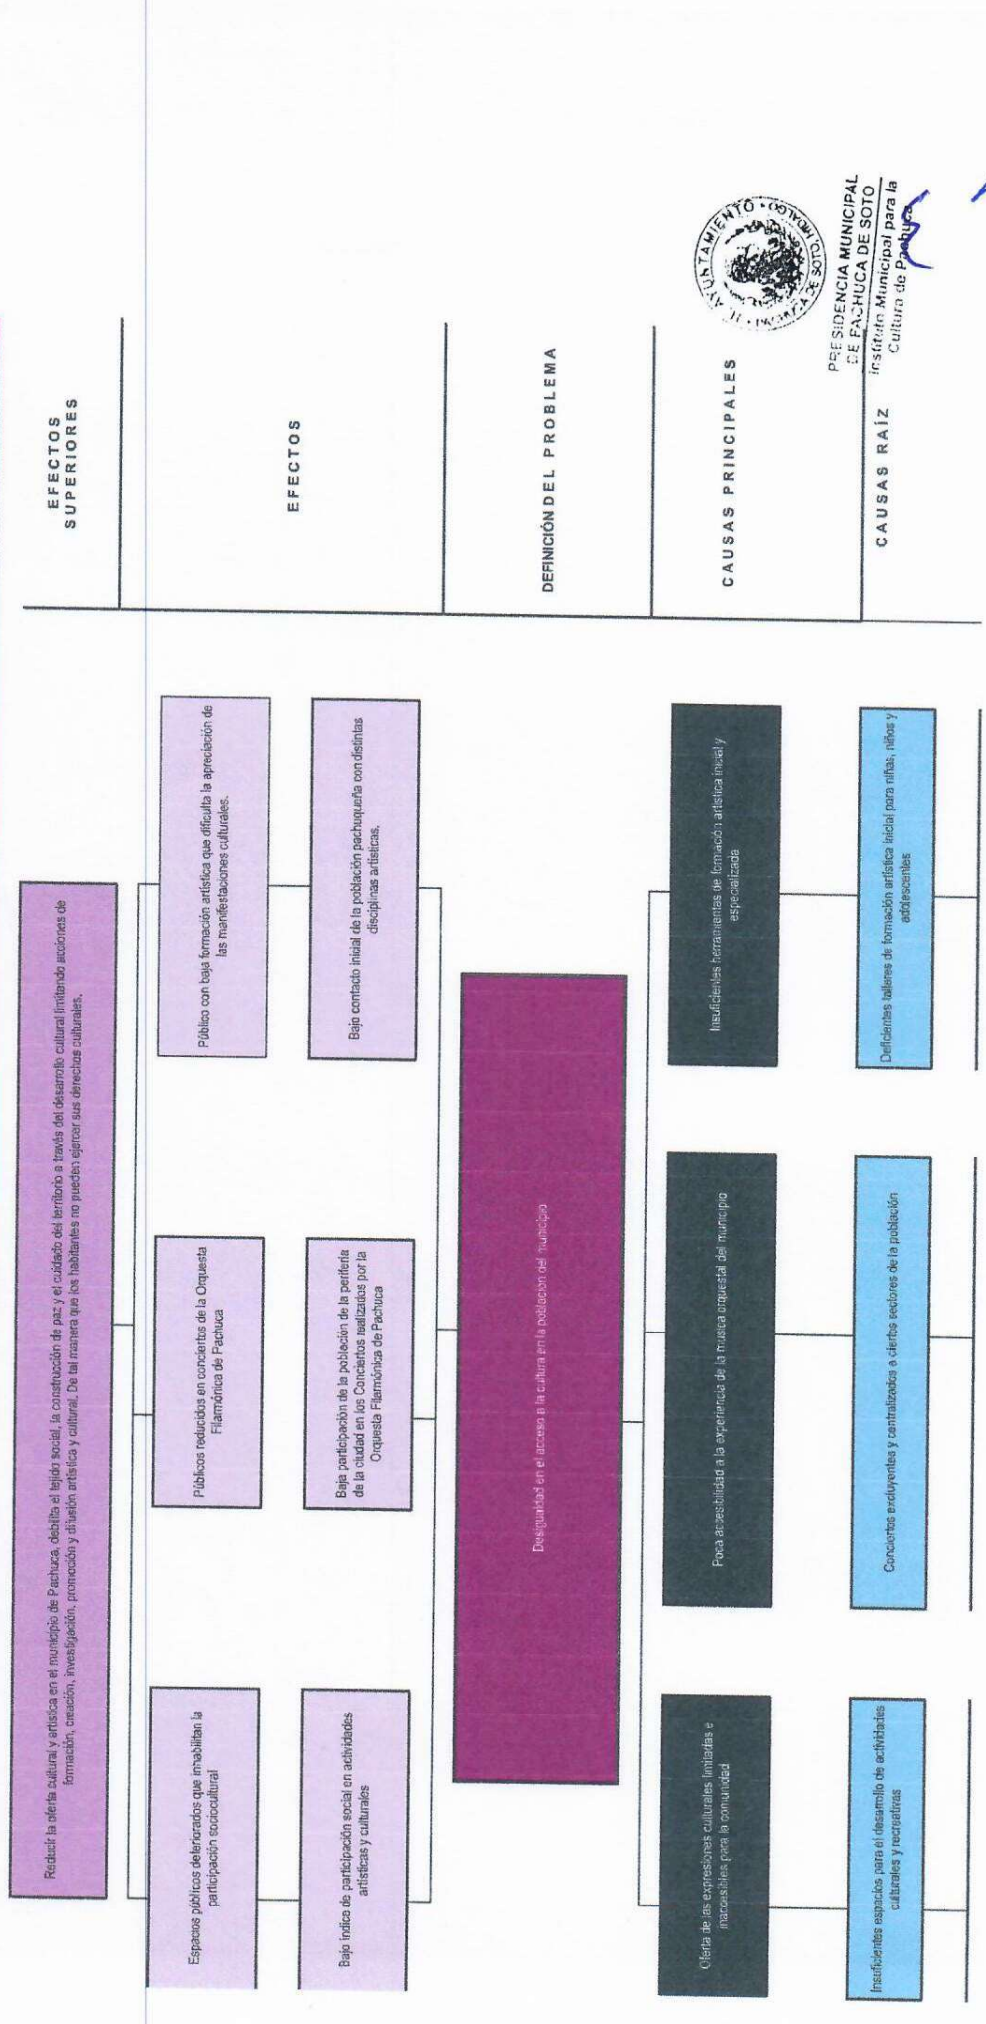 Reducir la oferta cultural y artística en el municipio de Pachuca, debilita el tejido social, la construcción de paz y el cuidado del territorio a través del desarrollo cultural limitando acciones de
formación, creación, investigación, promoción y difusión artística y cultural. De tal manera que los habitantes no pueden ejercer sus derechos culturales.
EFECTOS
SUPERIORES
Espacios públicos deteriorados que inhabilitan la
participación sociocultural
Públicos reducidos en conciertos de la Orquesta
Filarmónica de Pachuca
Público con baja formación artística que dificulta la apreciación de
las manifestaciones culturales.
EFECTOS
Bajo índice de participación social en actividades
artísticas y culturales
Baja participación de la población de la periferia
de la ciudad en los Conciertos realizados por la
Orquesta Filarmónica de Pachuca
Bajo contacto inicial de la población pachuqueña con distintas
disciplinas artísticas.
Desigualdad en el acceso a la cultura en la población del municipio
DEFINICIÓN DEL PROBLEMA
Oferta de las expresiones culturales limitadas e
inaccesibles para la comunidad
Poca accesibilidad a la experiencia de la musica orquestal del municipio
Insuficientes herramientas de formación artística inicial y
especializada
CAUSAS PRINCIPALES
H. AYUNTAMIENTO
PACHUCA DE SOTO, HIDALGO
PRESIDENCIA MUNICIPAL
DE PACHUCA DE SOTO
Instituto Municipal para la
Cultura de Pachuca
Insuficientes espacios para el desarrollo de actividades
culturales y recreativas
Conciertos excluyentes y centralizados a ciertos sectores de la población
Deficientes talleres de formación artística inicial para niñas, niños y
adolescentes
CAUSAS RAÍZ